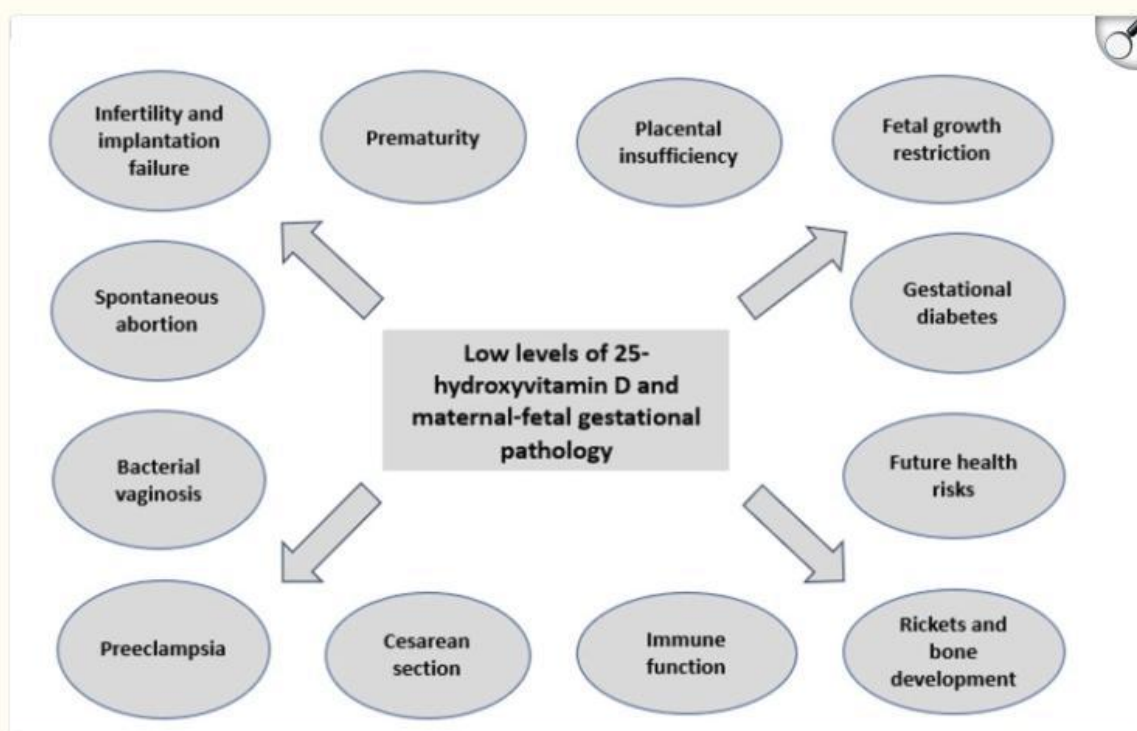 Infertility and
implantation
failure
Prematurity
Placental
insufficiency
Fetal growth
restriction
Spontaneous
abortion
Gestational
diabetes
Low levels of 25-
hydroxyvitamin D and
maternal-fetal gestational
pathology
Bacterial
vaginosis
Future health
risks
Preeclampsia
Cesarean
section
Immune
function
Rickets and
bone
development